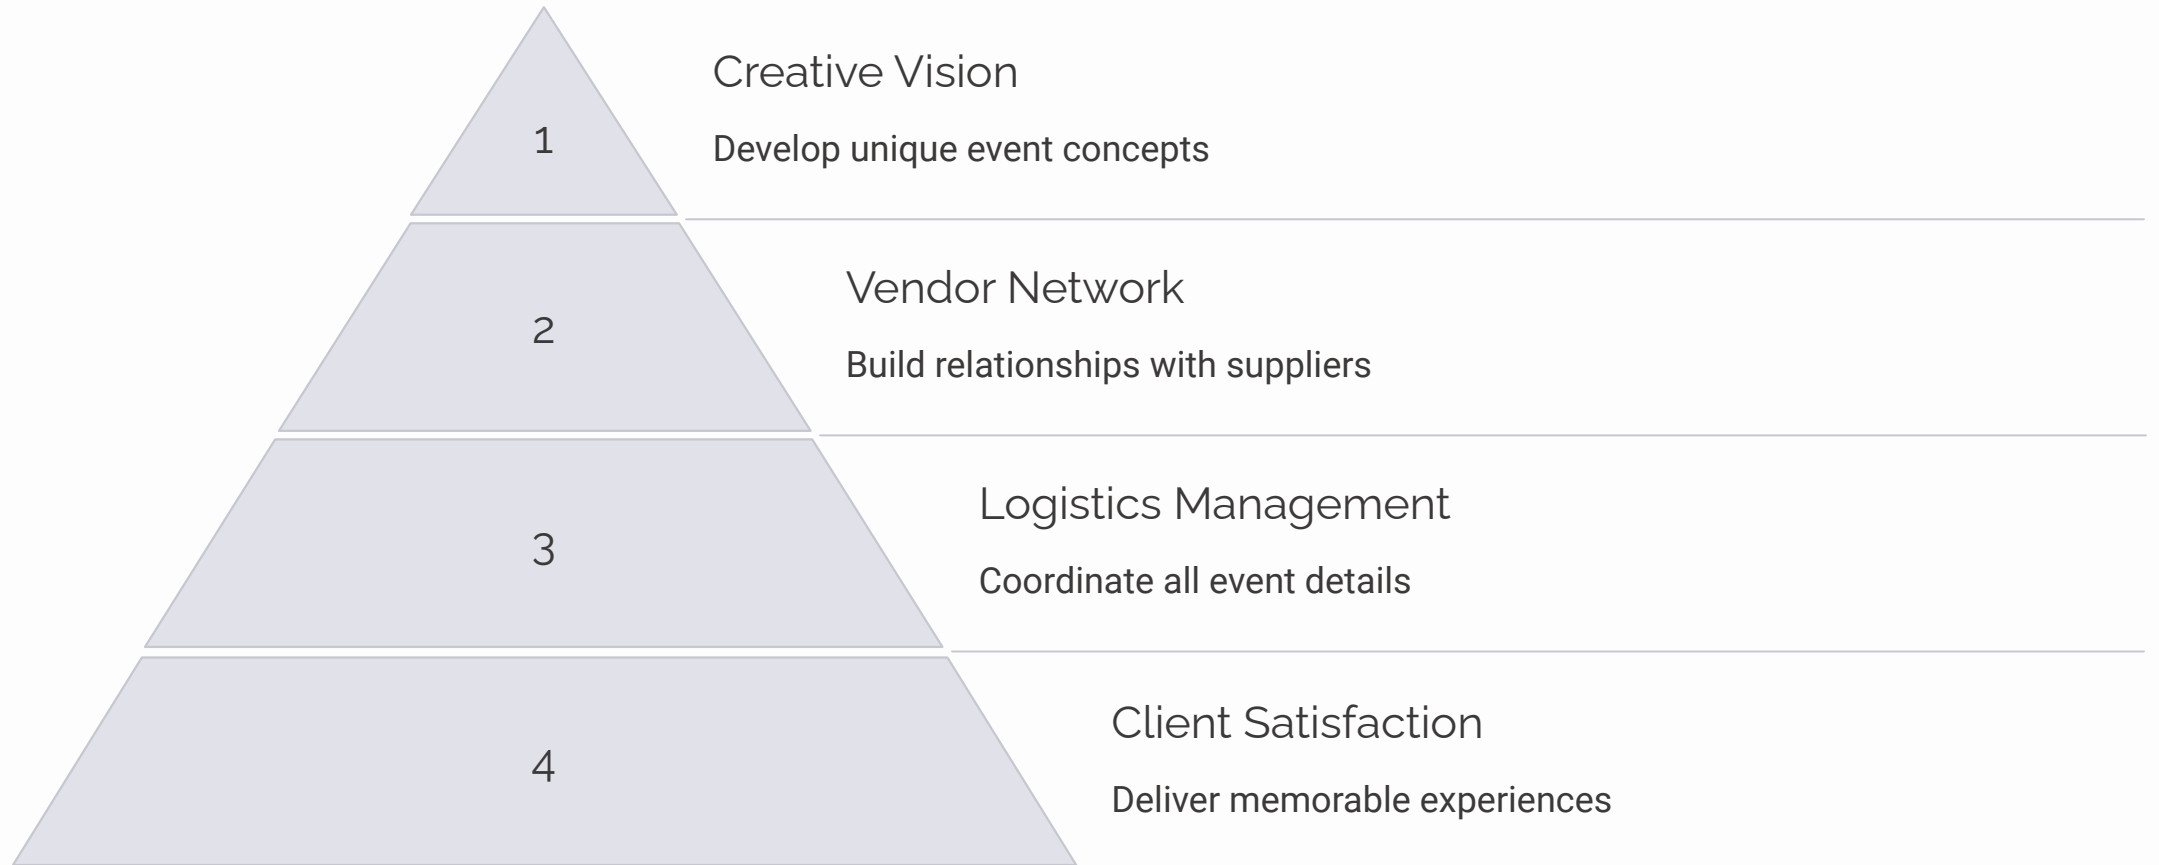 1
Creative Vision
Develop unique event concepts
2
Vendor Network
Build relationships with suppliers
3
Logistics Management
Coordinate all event details
4
Client Satisfaction
Deliver memorable experiences